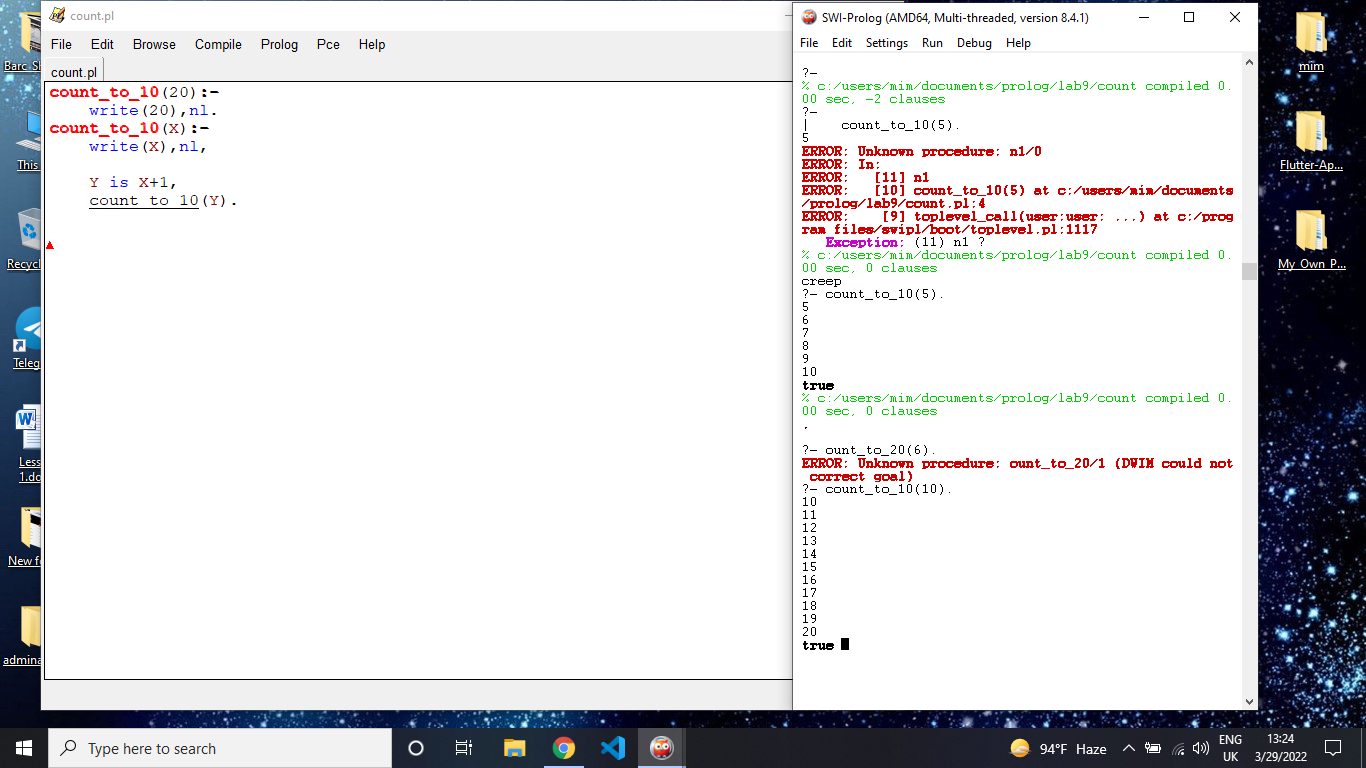 count.pl
File Edit Browse Compile Prolog Pce Help
count.pl
count_to_10(20):-
write(20),nl.
count_to_10(X):-
write(X),nl,
Y is X+1,
count_to_10(Y).
SWI-Prolog (AMD64, Multi-threaded, version 8.4.1)
File Edit Settings Run Debug Help
?-
% c:/users/mim/documents/prolog/lab9/count compiled 0.
00 sec, -2 clauses
?-
| count_to_10(5).
5
ERROR: Unknown procedure: n1/0
ERROR: In:
ERROR: [11] n1
ERROR: [10] count_to_10(5) at c:/users/mim/documents
/prolog/lab9/count.pl:4
ERROR: [9] toplevel_call(user:user: ...) at c:/prog
ram files/swipl/boot/toplevel.pl:1117
Exception: (11) n1 ?
% c:/users/mim/documents/prolog/lab9/count compiled 0.
00 sec, 0 clauses
creep
?- count_to_10(5).
5
6
7
8
9
10
true
% c:/users/mim/documents/prolog/lab9/count compiled 0.
00 sec, 0 clauses
.
?- ount_to_20(6).
ERROR: Unknown procedure: ount_to_20/1 (DWIM could not
correct goal)
?- count_to_10(10).
10
11
12
13
14
15
16
17
18
19
20
true
Barc S
This
Recycl
Teleg
Less
1.do
New f
admina
mim
Flutter-Ap...
My_Own_P...
Type here to search
94°F Haze
ENG
UK
13:24
3/29/2022